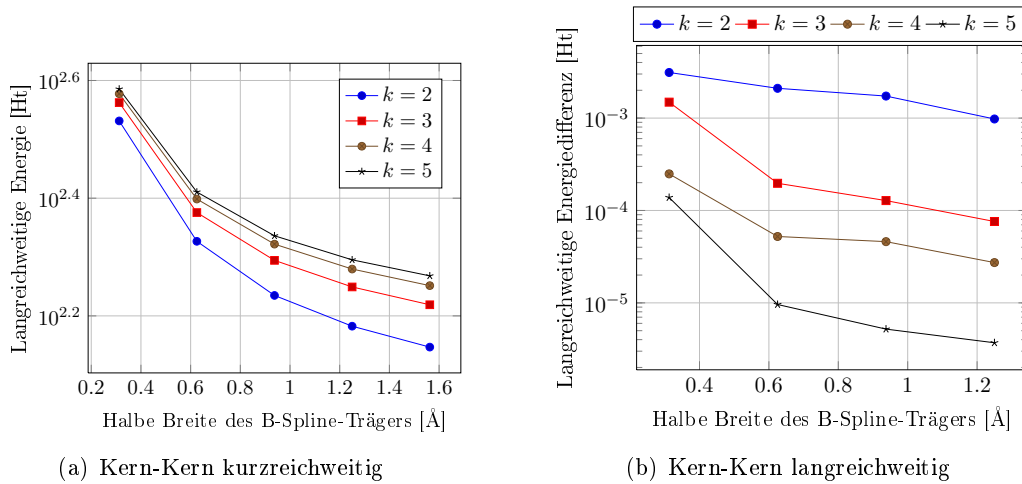 Langreichweitige Energie [Ht]
10^2.6
10^2.4
10^2.2
k = 2
k = 3
k = 4
k = 5
0.2 0.4 0.6 0.8 1 1.2 1.4 1.6
Halbe Breite des B-Spline-Trägers [Å]
(a) Kern-Kern kurzreichweitig
k = 2 k = 3 k = 4 k = 5
Langreichweitige Energiedifferenz [Ht]
10^−3
10^−4
10^−5
0.4 0.6 0.8 1 1.2
Halbe Breite des B-Spline-Trägers [Å]
(b) Kern-Kern langreichweitig